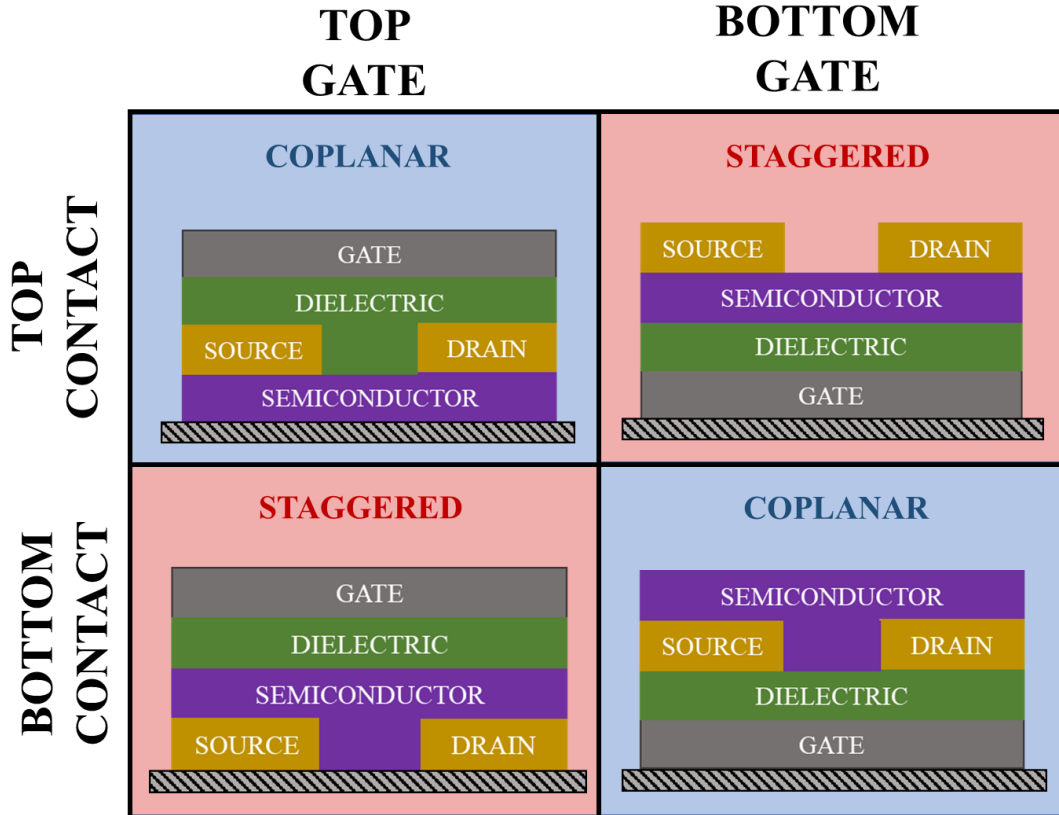 TOP
GATE
BOTTOM
GATE
TOP
CONTACT
COPLANAR
GATE
DIELECTRIC
SOURCE
DRAIN
SEMICONDUCTOR
STAGGERED
SOURCE
DRAIN
SEMICONDUCTOR
DIELECTRIC
GATE
BOTTOM
CONTACT
STAGGERED
GATE
DIELECTRIC
SEMICONDUCTOR
SOURCE
DRAIN
COPLANAR
SEMICONDUCTOR
SOURCE
DRAIN
DIELECTRIC
GATE